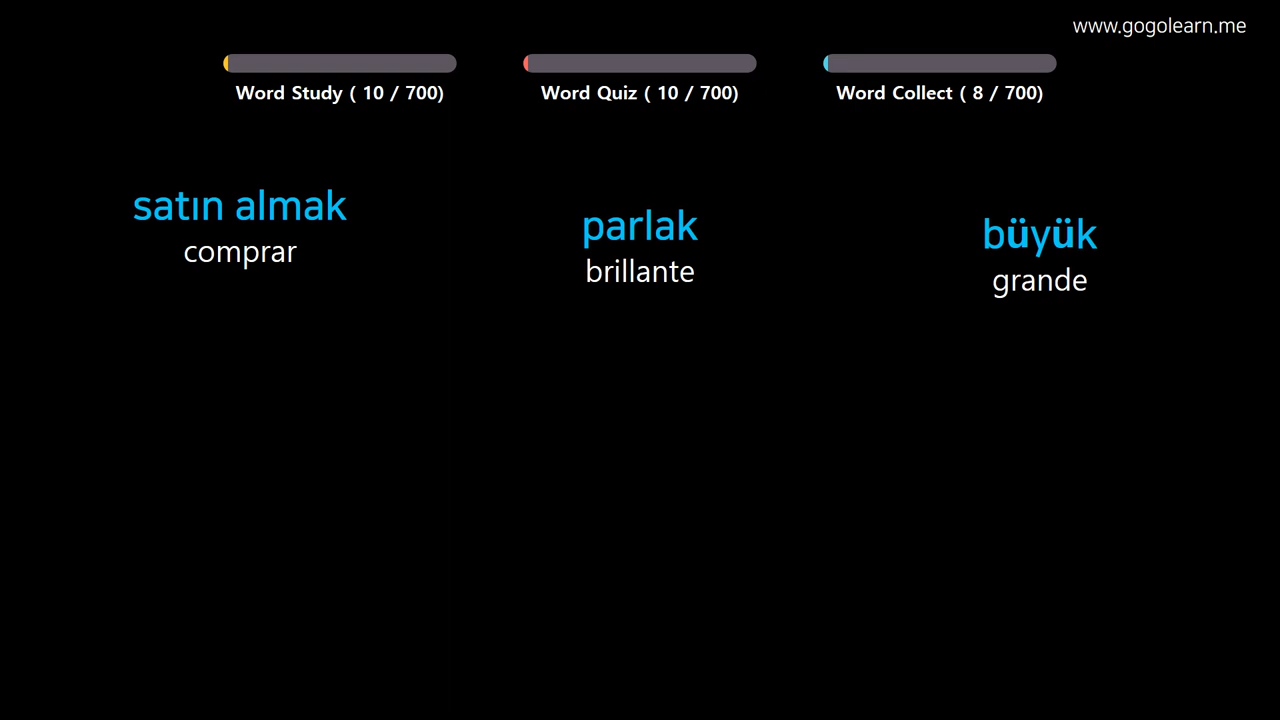 www.gogolearn.me
Word Study ( 10 / 700)
Word Quiz ( 10 / 700)
Word Collect ( 8 / 700)
satın almak
comprar
parlak
brillante
büyük
grande